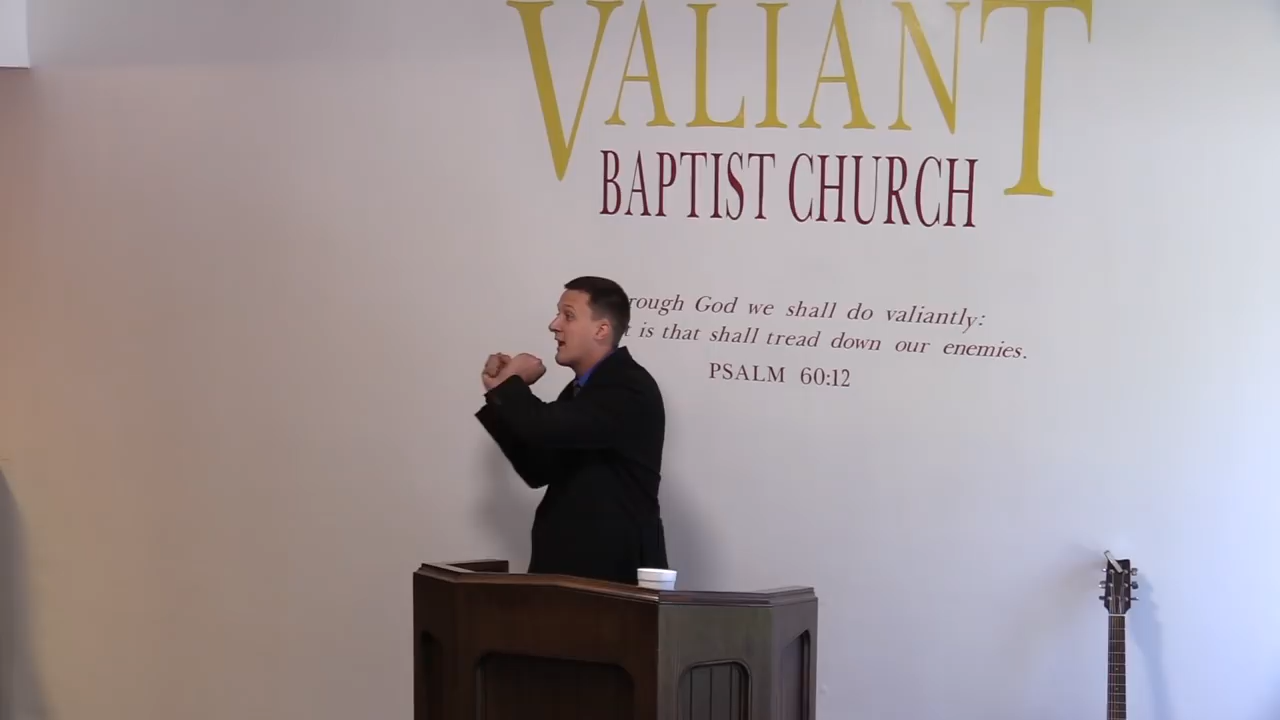 VALIANT
BAPTIST CHURCH
rough God we shall do valiantly:
is that shall tread down our enemies.
PSALM 60:12